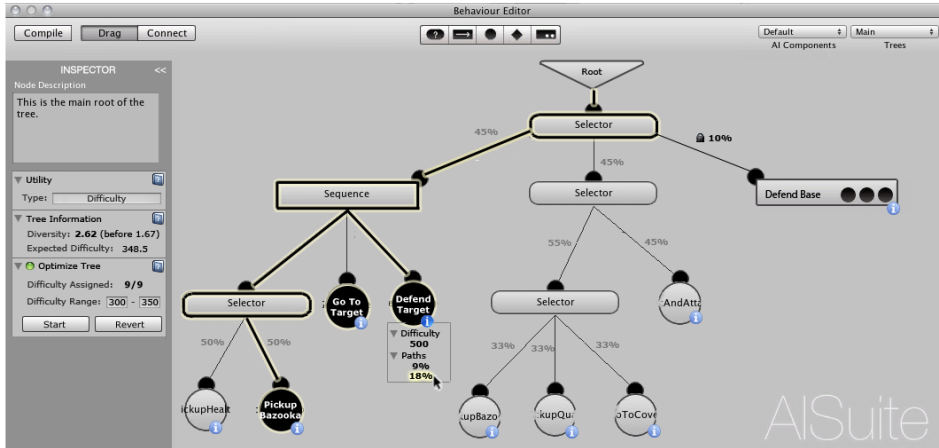 Behaviour Editor
Compile Drag Connect
Default Main
AI Components Trees
INSPECTOR <<
Node Description
This is the main root of the
tree.
Utility
Type: Difficulty
Tree Information
Diversity: 2.62 (before 1.67)
Expected Difficulty: 348.5
Optimize Tree
Difficulty Assigned: 9/9
Difficulty Range: 300 - 350
Start Revert
Root
Selector
45%
45%
10%
Sequence
Selector
Defend Base
55%
45%
Selector
Go To
Target
Defend
Target
Selector
AndAtta
Difficulty
500
Paths
9%
18%
50%
50%
33%
33%
33%
ickupHealt
Pickup
Bazooka
kupBazo
ckupQua
oToCove
AISuite